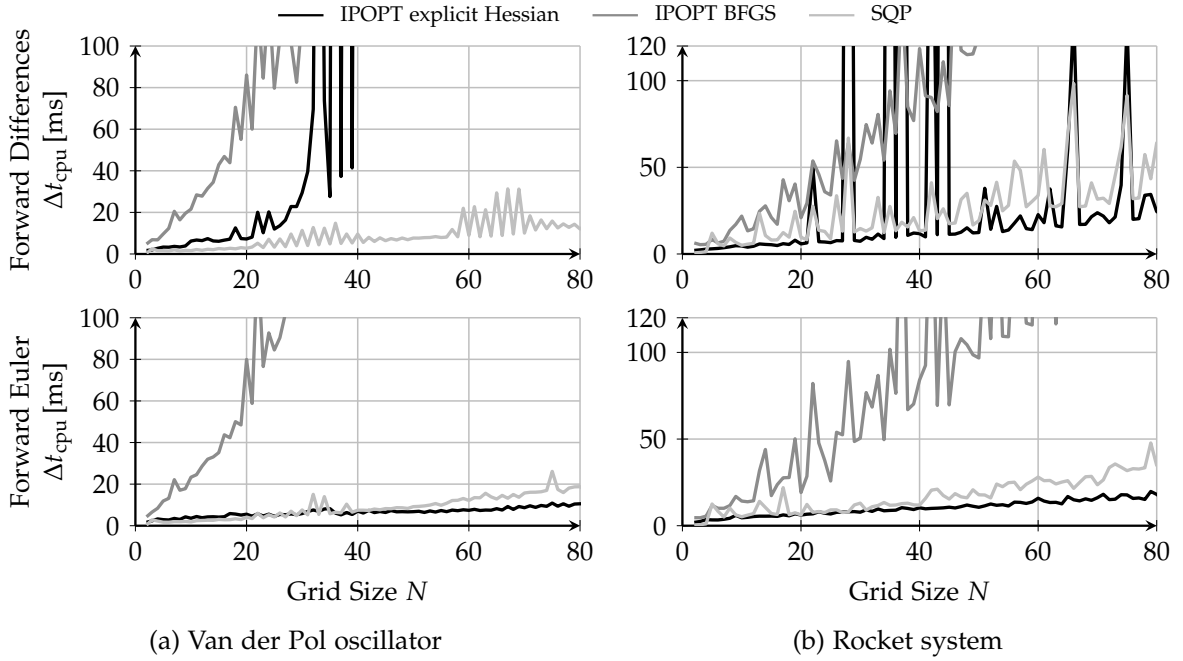 IPOPT explicit Hessian IPOPT BFGS SQP
Forward Differences
Δt_cpu [ms]
100
80
60
40
20
0
0 20 40 60 80
120
100
50
0
0 20 40 60 80
Forward Euler
Δt_cpu [ms]
100
80
60
40
20
0
0 20 40 60 80
Grid Size N
120
100
50
0
0 20 40 60 80
Grid Size N
(a) Van der Pol oscillator
(b) Rocket system